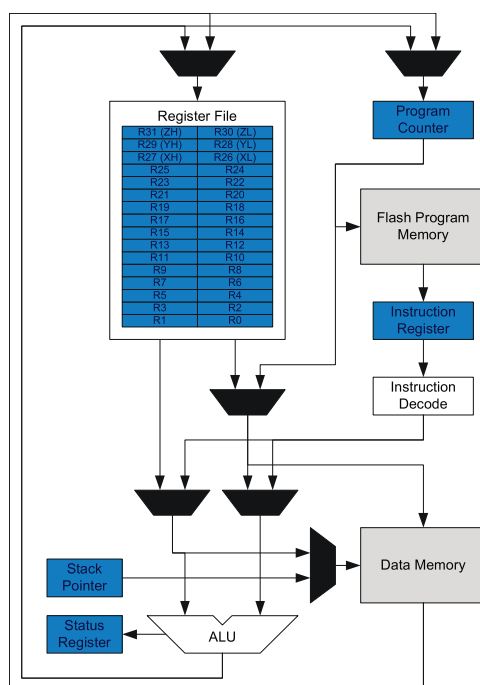 Register File
R31 (ZH) R30 (ZL)
R29 (YH) R28 (YL)
R27 (XH) R26 (XL)
R25 R24
R23 R22
R21 R20
R19 R18
R17 R16
R15 R14
R13 R12
R11 R10
R9 R8
R7 R6
R5 R4
R3 R2
R1 R0
Program
Counter
Flash Program
Memory
Instruction
Register
Instruction
Decode
Stack
Pointer
Data Memory
Status
Register
ALU